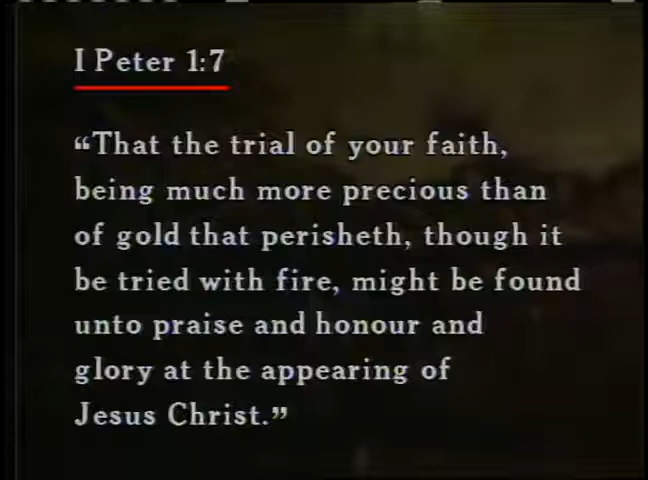 I Peter 1:7
“That the trial of your faith,
being much more precious than
of gold that perisheth, though it
be tried with fire, might be found
unto praise and honour and
glory at the appearing of
Jesus Christ.”